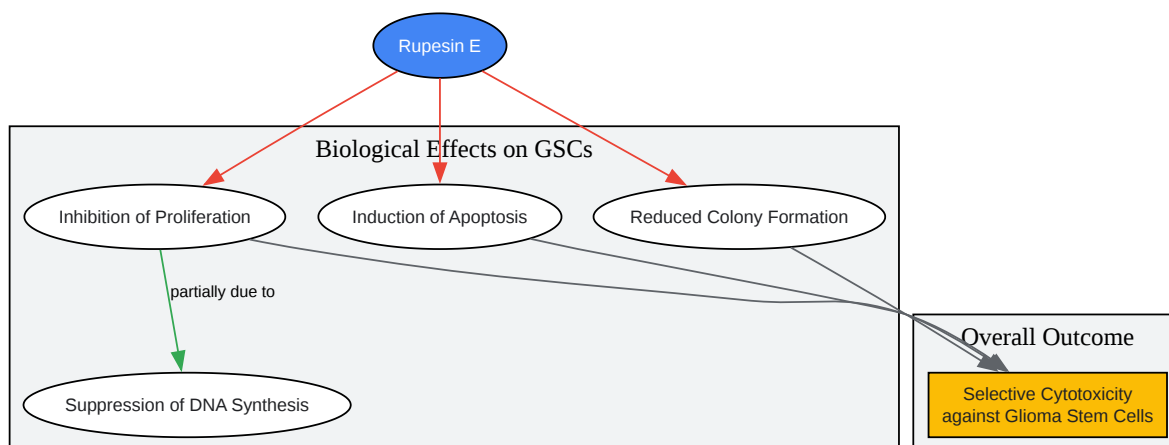 Rupesin E
Biological Effects on GSCs
Inhibition of Proliferation
Induction of Apoptosis
Reduced Colony Formation
partially due to
Suppression of DNA Synthesis
Overall Outcome
Selective Cytotoxicity
against Glioma Stem Cells